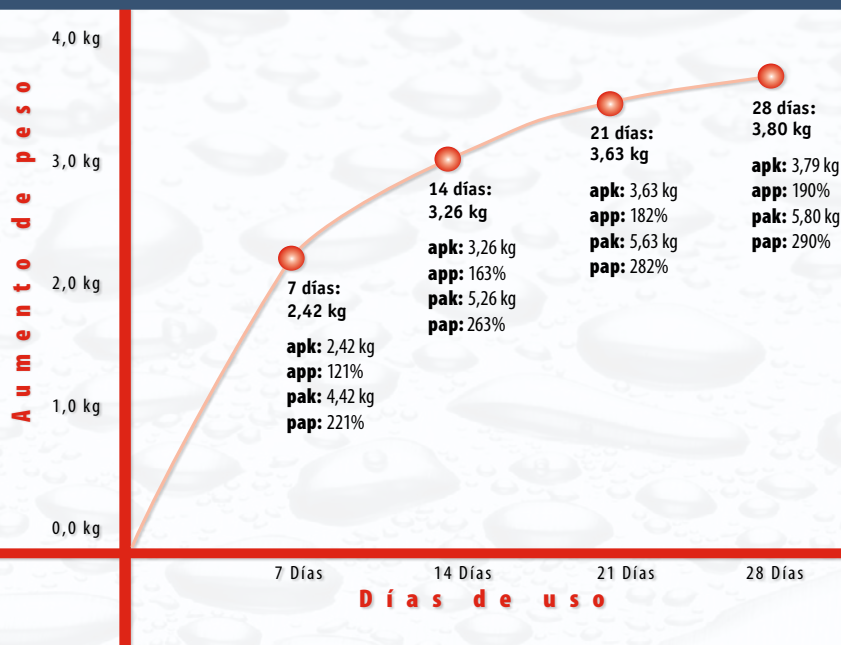 Aumento de peso
4,0 kg
3,0 kg
2,0 kg
1,0 kg
0,0 kg
7 días:
2,42 kg
apk: 2,42 kg
app: 121%
pak: 4,42 kg
pap: 221%
14 días:
3,26 kg
apk: 3,26 kg
app: 163%
pak: 5,26 kg
pap: 263%
21 días:
3,63 kg
apk: 3,63 kg
app: 182%
pak: 5,63 kg
pap: 282%
28 días:
3,80 kg
apk: 3,79 kg
app: 190%
pak: 5,80 kg
pap: 290%
7 Días
14 Días
21 Días
28 Días
Días de uso